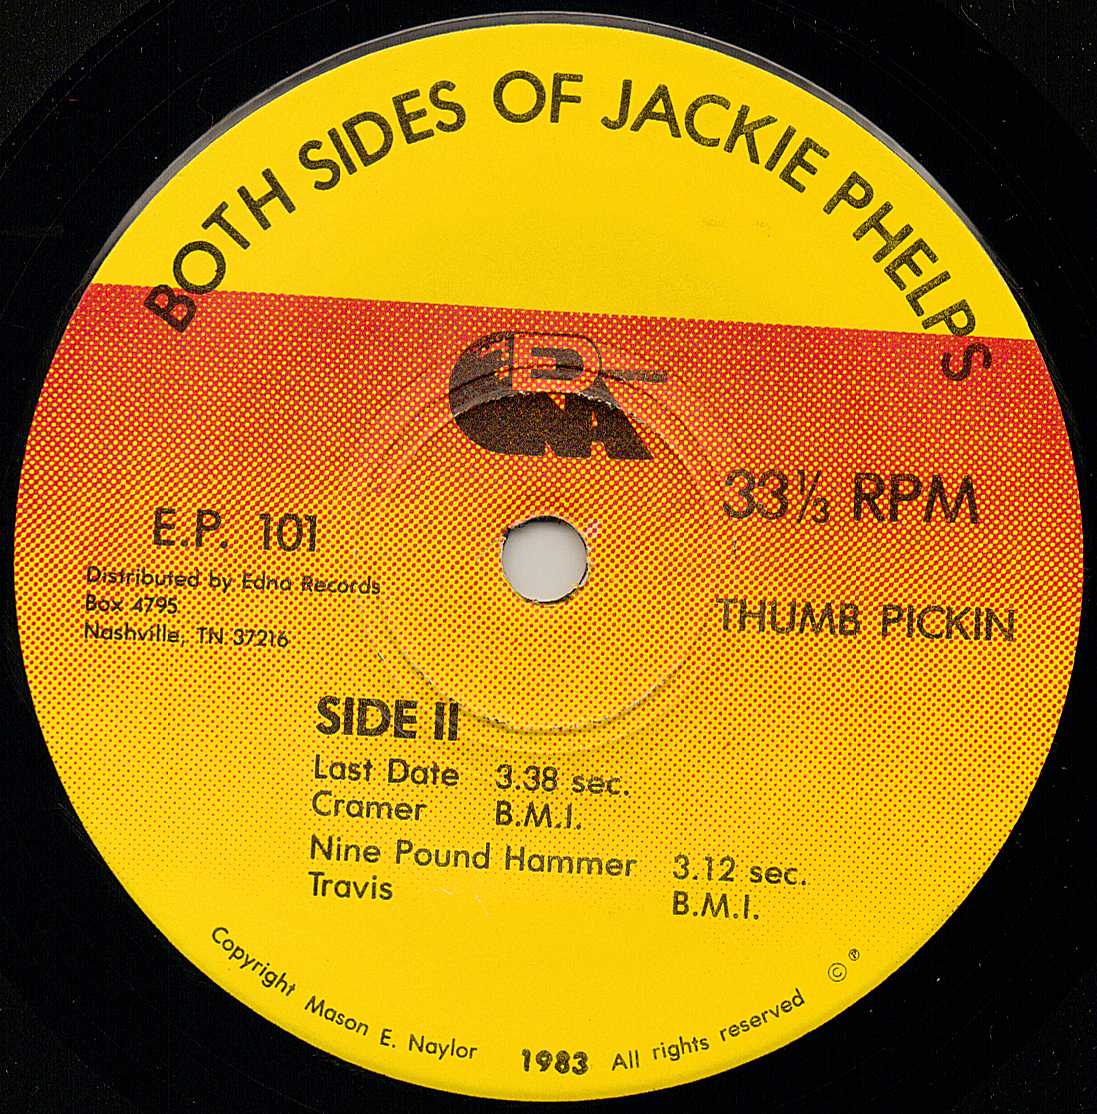 BOTH SIDES OF JACKIE PHELPS
EDNA
33⅓ RPM
E.P. 101
Distributed by Edna Records
Box 4795
Nashville, TN 37216
THUMB PICKIN
SIDE II
Last Date 3.38 sec.
Cramer B.M.I.
Nine Pound Hammer 3.12 sec.
Travis B.M.I.
Copyright Mason E. Naylor 1983 All rights reserved © ℗